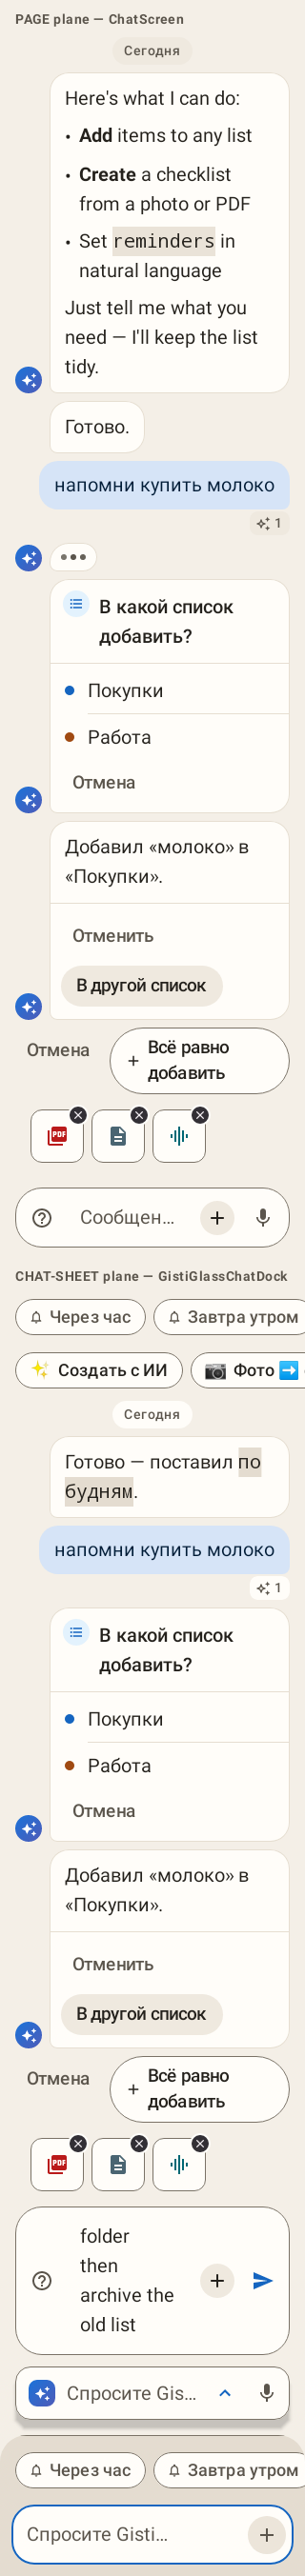 PAGE plane — ChatScreen
Сегодня
Here's what I can do:
• Add items to any list
• Create a checklist
from a photo or PDF
• Set reminders in
natural language
Just tell me what you
need — I'll keep the list
tidy.
Готово.
напомни купить молоко
1
В какой список
добавить?
Покупки
Работа
Отмена
Добавил «молоко» в
«Покупки».
Отменить
В другой список
Отмена
Всё равно
добавить
PDF
Сообщен...
CHAT-SHEET plane — GistiGlassChatDock
Через час
Завтра утром
Создать с ИИ
Фото
Сегодня
Готово — поставил по
будням.
напомни купить молоко
1
В какой список
добавить?
Покупки
Работа
Отмена
Добавил «молоко» в
«Покупки».
Отменить
В другой список
Отмена
Всё равно
добавить
PDF
folder
then
archive the
old list
Спросите Gis...
Через час
Завтра утром
Спросите Gisti...